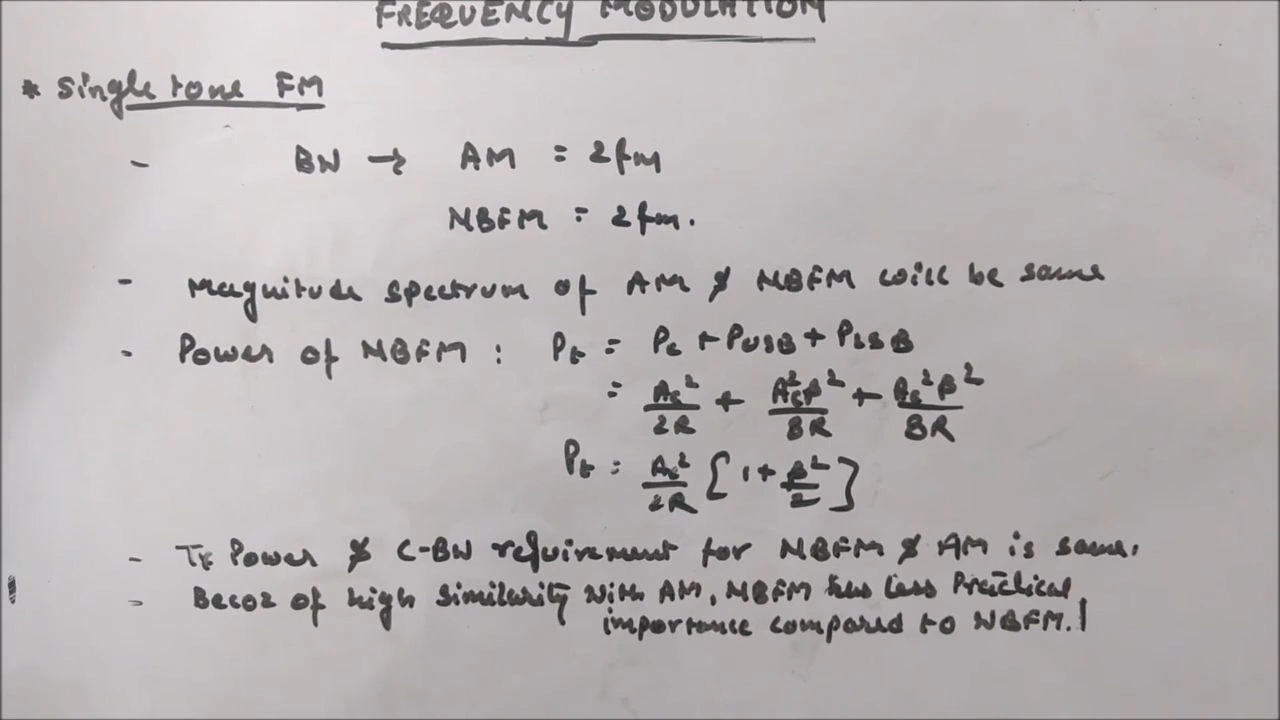 FREQUENCY MODULATION
* Single tone FM
- BW → AM = 2fm
NBFM = 2fm.
- Magnitude spectrum of AM & NBFM will be same
- Power of NBFM : Pt = Pc + PUSB + PLSB
= Ac²/2R + Ac²β²/8R + Ac²β²/8R
Pt = Ac²/2R [1 + β²/2]
- Tx Power & C-BW requirement for NBFM & AM is same.
- Becoz of high similarity with AM, NBFM has less Practical
importance compared to WBFM.